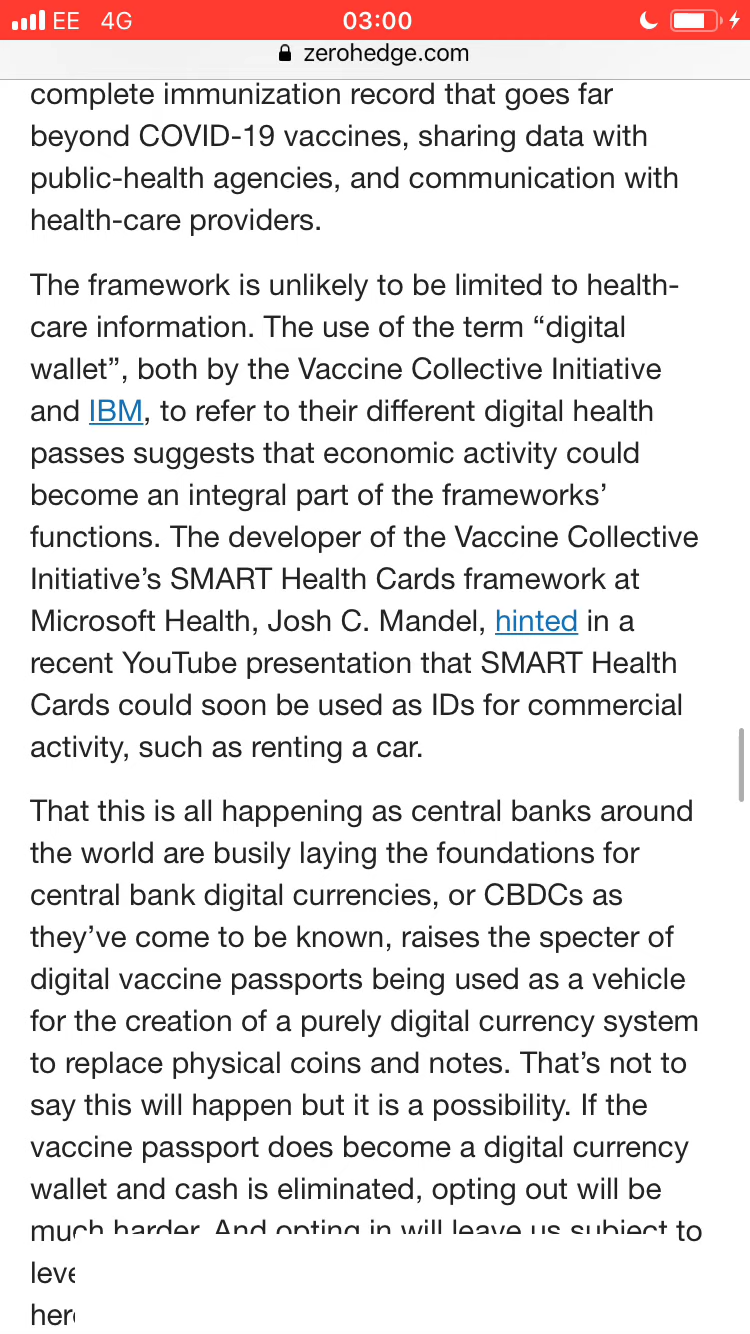 EE 4G 03:00
zerohedge.com
complete immunization record that goes far
beyond COVID-19 vaccines, sharing data with
public-health agencies, and communication with
health-care providers.
The framework is unlikely to be limited to health-
care information. The use of the term “digital
wallet”, both by the Vaccine Collective Initiative
and IBM, to refer to their different digital health
passes suggests that economic activity could
become an integral part of the frameworks’
functions. The developer of the Vaccine Collective
Initiative’s SMART Health Cards framework at
Microsoft Health, Josh C. Mandel, hinted in a
recent YouTube presentation that SMART Health
Cards could soon be used as IDs for commercial
activity, such as renting a car.
That this is all happening as central banks around
the world are busily laying the foundations for
central bank digital currencies, or CBDCs as
they’ve come to be known, raises the specter of
digital vaccine passports being used as a vehicle
for the creation of a purely digital currency system
to replace physical coins and notes. That’s not to
say this will happen but it is a possibility. If the
vaccine passport does become a digital currency
wallet and cash is eliminated, opting out will be
much harder. And opting in will leave us subject to